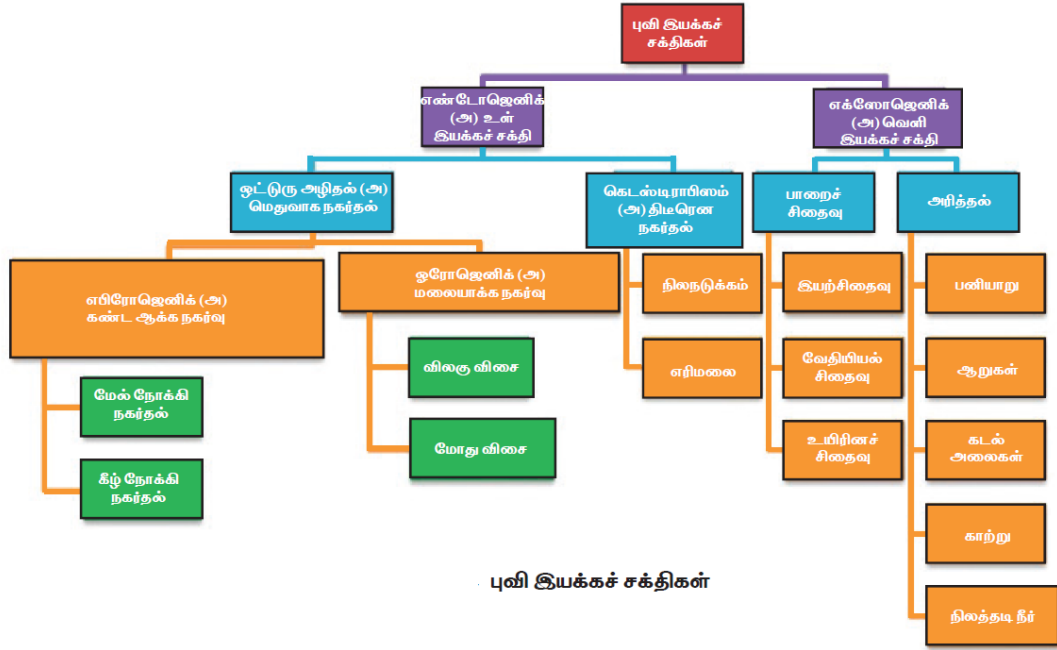 புவி இயக்கச்
சக்திகள்
எண்டோஜெனிக்
(அ) உள்
இயக்கச் சக்தி
எக்ஸோஜெனிக்
(அ) வெளி
இயக்கச் சக்தி
ஒட்டுரு அழிதல் (அ)
மெதுவாக நகர்தல்
கெடஸ்டிராபிஸம்
(அ) திடீரென
நகர்தல்
பாறைச்
சிதைவு
அரித்தல்
எபிரோஜெனிக் (அ)
கண்ட ஆக்க நகர்வு
ஓரோஜெனிக் (அ)
மலையாக்க நகர்வு
நிலநடுக்கம்
இயற்சிதைவு
பனியாறு
விலகு விசை
எரிமலை
வேதியியல்
சிதைவு
ஆறுகள்
மேல் நோக்கி
நகர்தல்
மோது விசை
உயிரினச்
சிதைவு
கடல்
அலைகள்
கீழ் நோக்கி
நகர்தல்
காற்று
புவி இயக்கச் சக்திகள்
நிலத்தடி நீர்